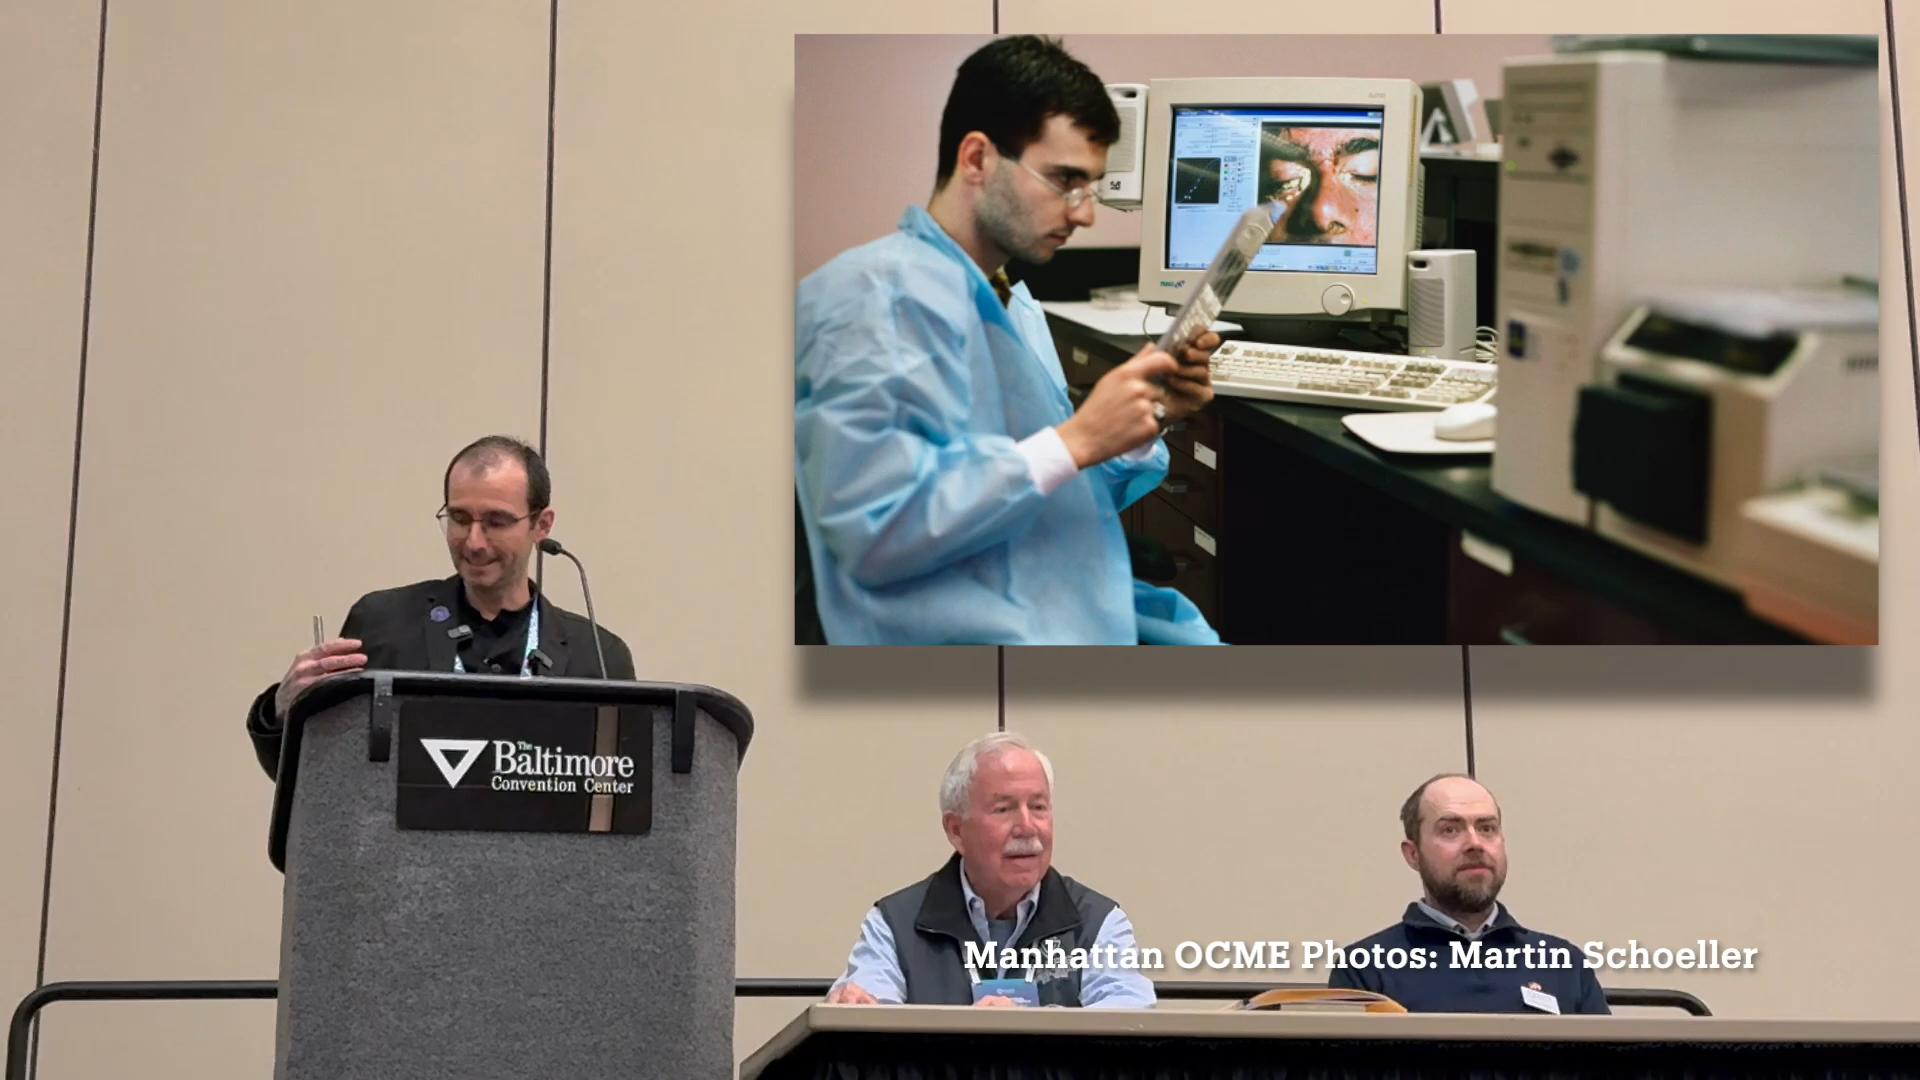 The
Baltimore
Convention Center
Manhattan OCME Photos: Martin Schoeller